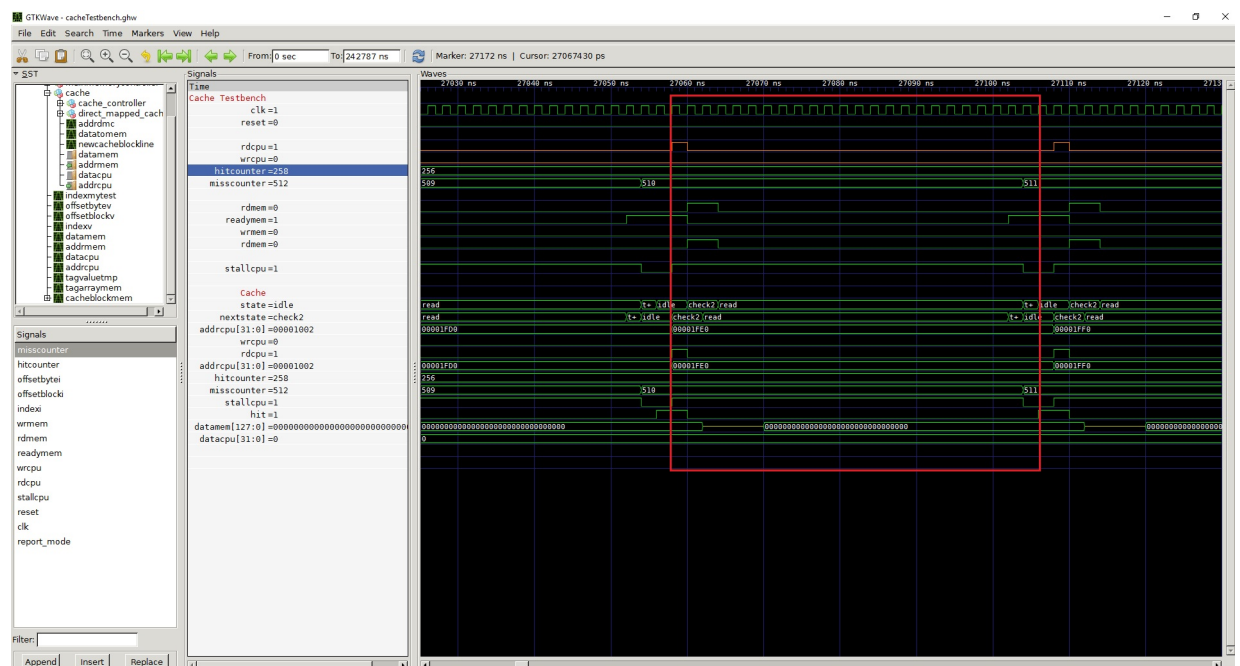 GTKWave - cacheTestbench.ghw
File Edit Search Time Markers View Help
From: 0 sec To: 242787 ns Marker: 27172 ns | Cursor: 27067430 ps
SST
cache
cache_controller
direct_mapped_cach
addrdmc
datatomem
newcacheblockline
datamem
addrmem
datacpu
addrcpu
indexmytest
offsetbytev
offsetblockv
indexv
datamem
addrmem
datacpu
addrcpu
tagvaluetmp
tagarraymem
cacheblockmem
Signals
misscounter
hitcounter
offsetbytei
offsetblocki
indexi
wrmem
rdmem
readymem
wrcpu
rdcpu
stallcpu
reset
clk
report_mode
Filter:
Append Insert Replace
Signals
Time
Cache Testbench
clk =1
reset =0
rdcpu =1
wrcpu =0
hitcounter =258
misscounter =512
rdmem =0
readymem =1
wrmem =0
rdmem =0
stallcpu =1
Cache
state =idle
nextstate =check2
addrcpu[31:0] =00001002
wrcpu =0
rdcpu =1
addrcpu[31:0] =00001002
hitcounter =258
misscounter =512
stallcpu =1
hit =1
datacpu[31:0] =0
Waves
27030 ns 27040 ns 27050 ns 27060 ns 27070 ns 27080 ns 27090 ns 27100 ns 27110 ns 27120 ns 2713
256
509 510 511
read t+ idle check2 read t+ idle check2 read
read t+ idle check2 read t+ idle check2 read
00001FD0 00001FE0 00001FF0
00001FD0 00001FE0 00001FF0
256
509 510 511
0